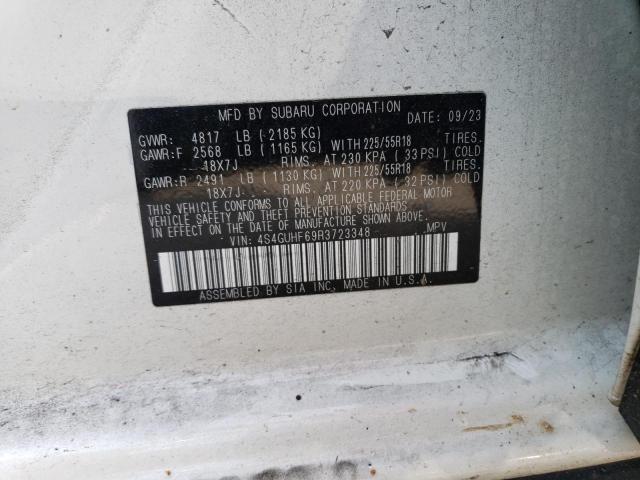 MFD BY SUBARU CORPORATION DATE: 09/23
GVWR: 4817 LB (2185 KG)
GAWR:F 2568 LB (1165 KG) WITH 225/55R18 TIRES.
18X7J RIMS. AT 230 KPA (33 PSI) COLD
GAWR:R 2491 LB (1130 KG) WITH 225/55R18 TIRES.
18X7J RIMS. AT 220 KPA (32 PSI) COLD
THIS VEHICLE CONFORMS TO ALL APPLICABLE FEDERAL MOTOR
VEHICLE SAFETY AND THEFT PREVENTION STANDARDS IN
EFFECT ON THE DATE OF MANUFACTURE SHOWN ABOVE.
VIN: 4S4GUHF69R3723348 MPV
ASSEMBLED BY SIA INC. MADE IN U.S.A.